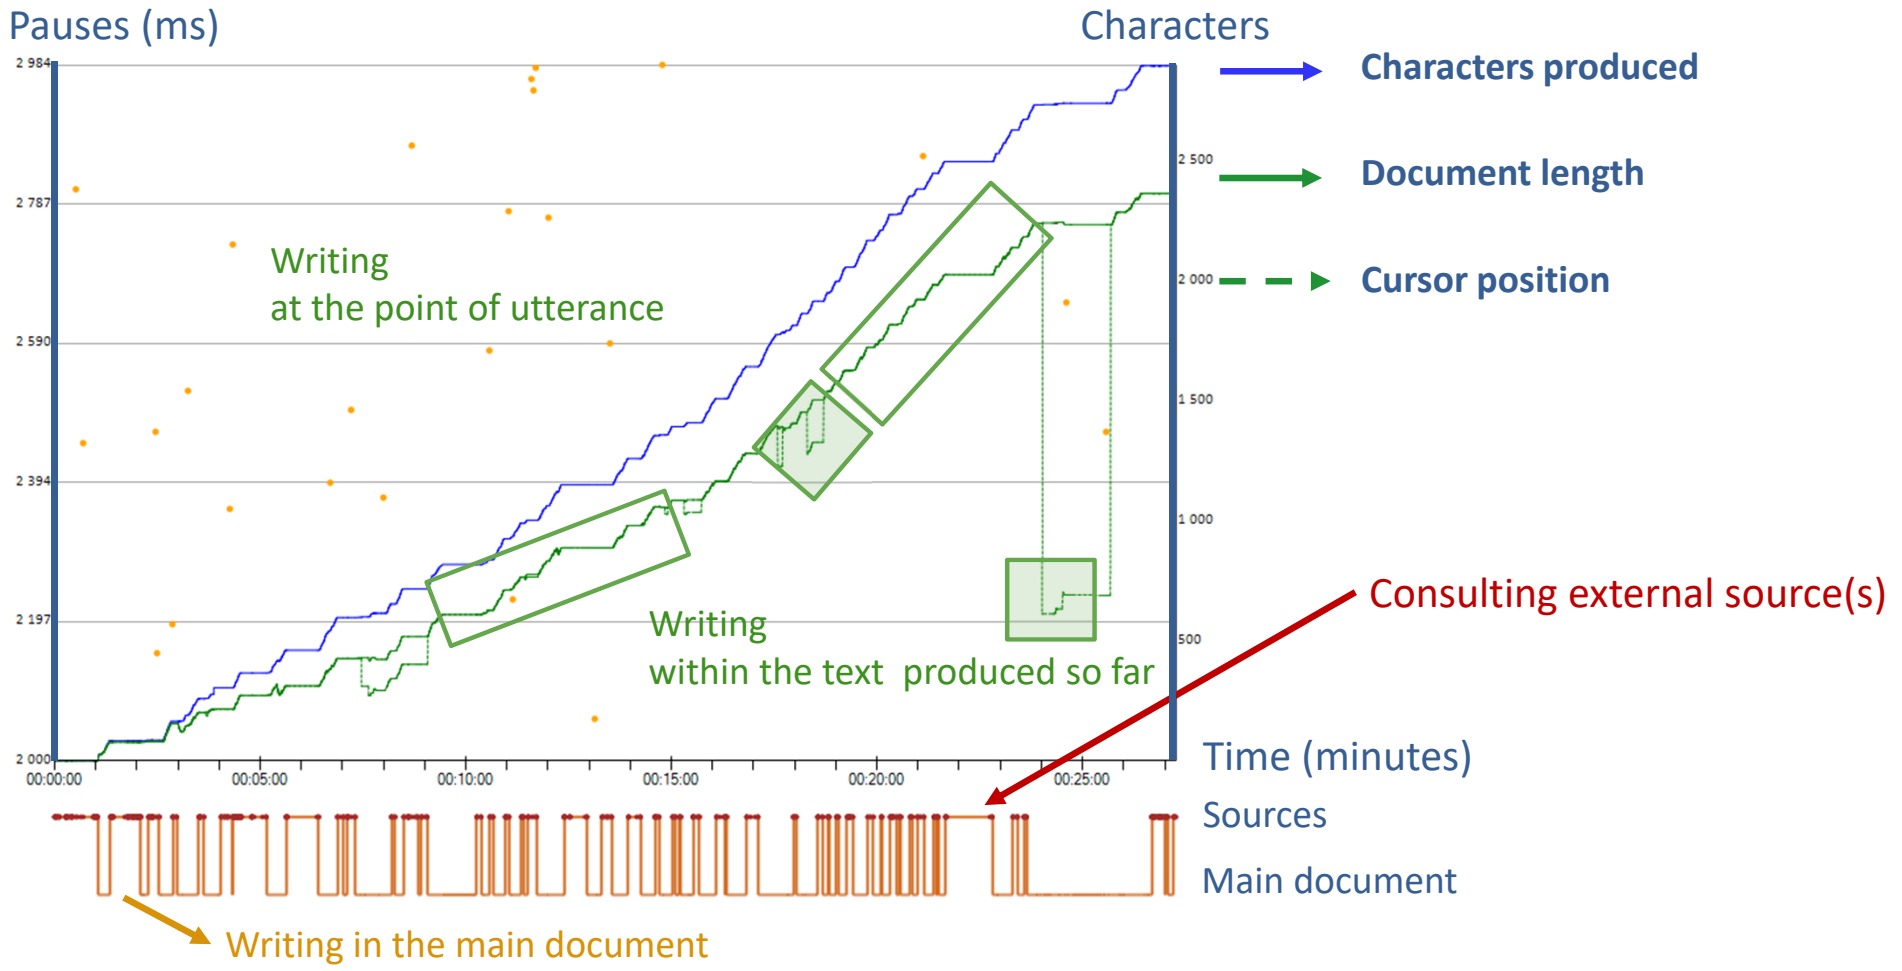 Pauses (ms)
Characters
2 984
Characters produced
2 500
Document length
2 787
Writing
at the point of utterance
2 000
Cursor position
2 590
1 500
2 394
1 000
Consulting external source(s)
2 197
Writing
within the text produced so far
500
2 000
Time (minutes)
00:00:00 00:05:00 00:10:00 00:15:00 00:20:00 00:25:00
Sources
Main document
Writing in the main document